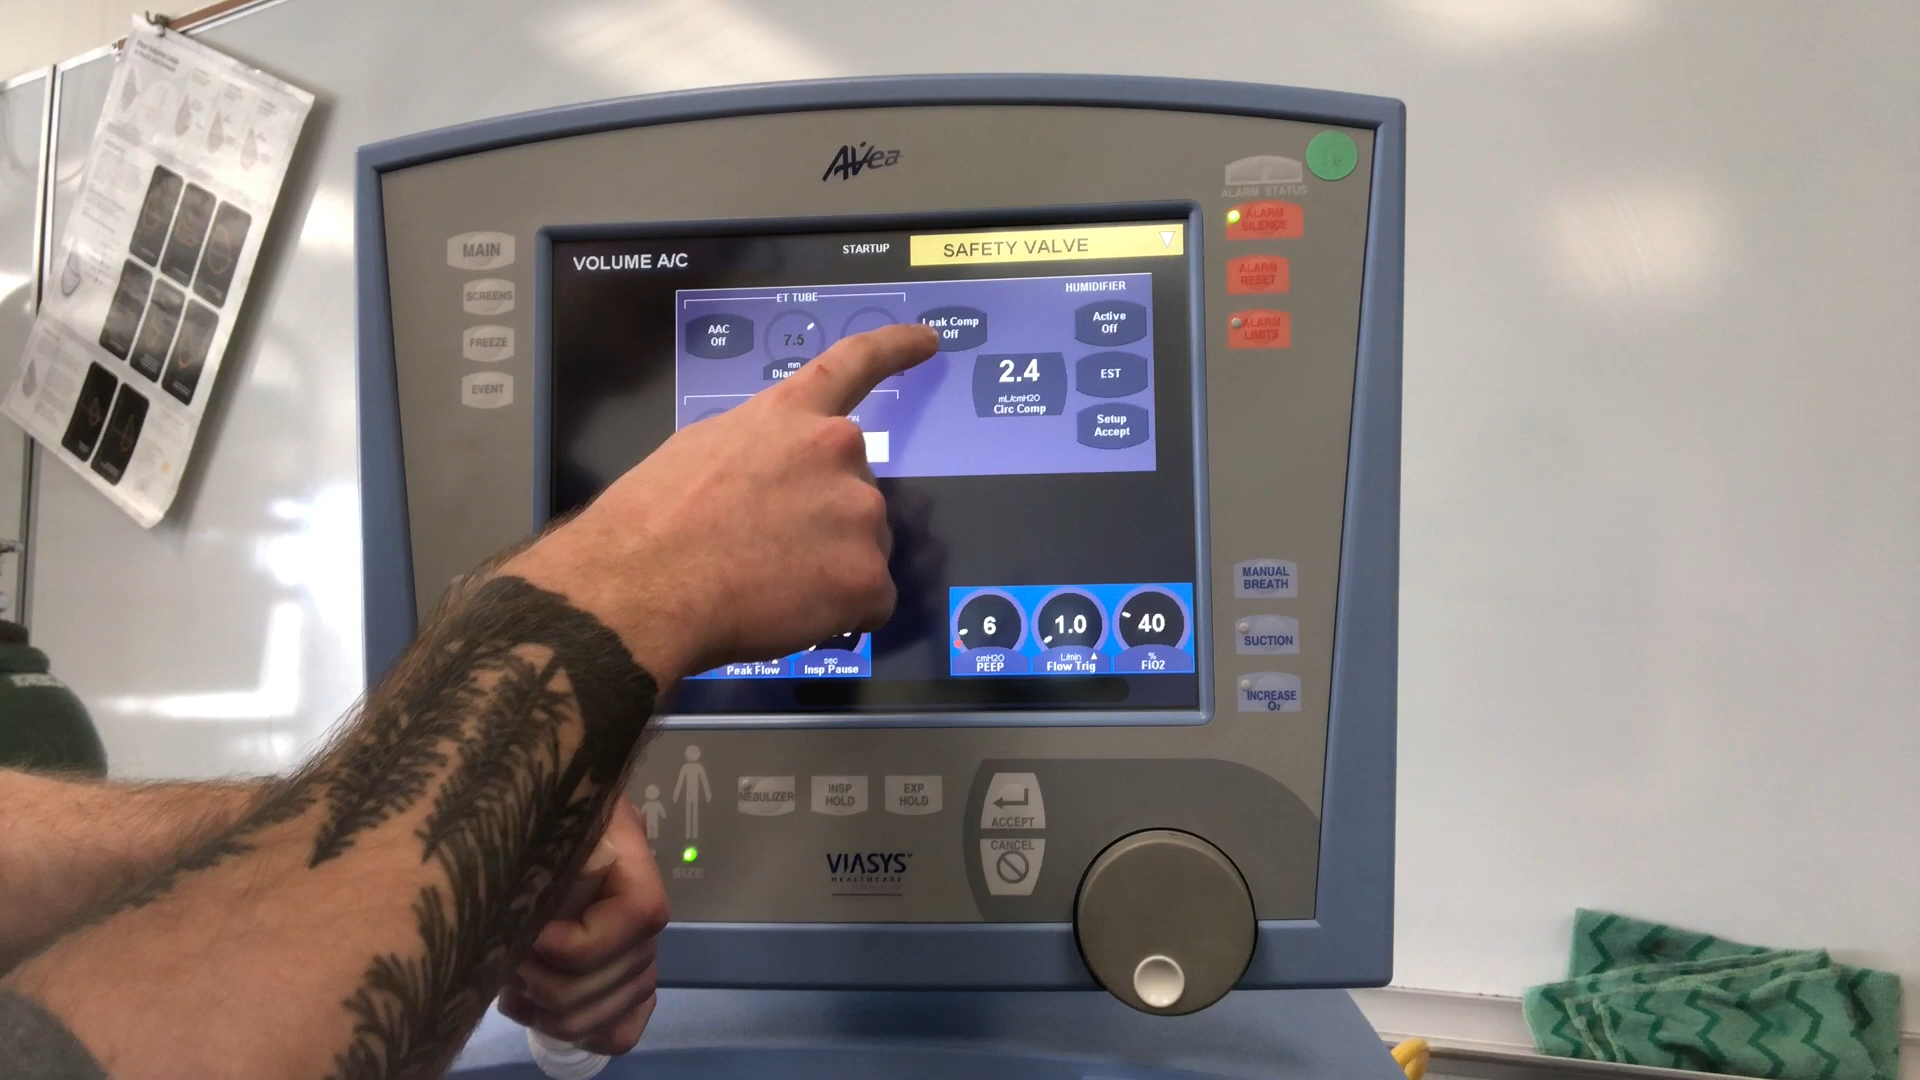 AVea
ALARM STATUS
ALARM
SILENCE
MAIN
VOLUME A/C
STARTUP
SAFETY VALVE
SCREENS
ET TUBE
HUMIDIFIER
ALARM
RESET
AAC
Off
7.5
mm
Leak Comp
Off
Active
Off
FREEZE
ALARM
LIMITS
2.4
mL/cmH2O
Circ Comp
EST
EVENT
Setup
Accept
MANUAL
BREATH
6
cmH2O
PEEP
1.0
L/min
Flow Trig
40
%
FiO2
SUCTION
Peak Flow
sec
Insp Pause
INCREASE
O2
NEBULIZER
INSP
HOLD
EXP
HOLD
ACCEPT
CANCEL
SIZE
VIASYS
HEALTHCARE